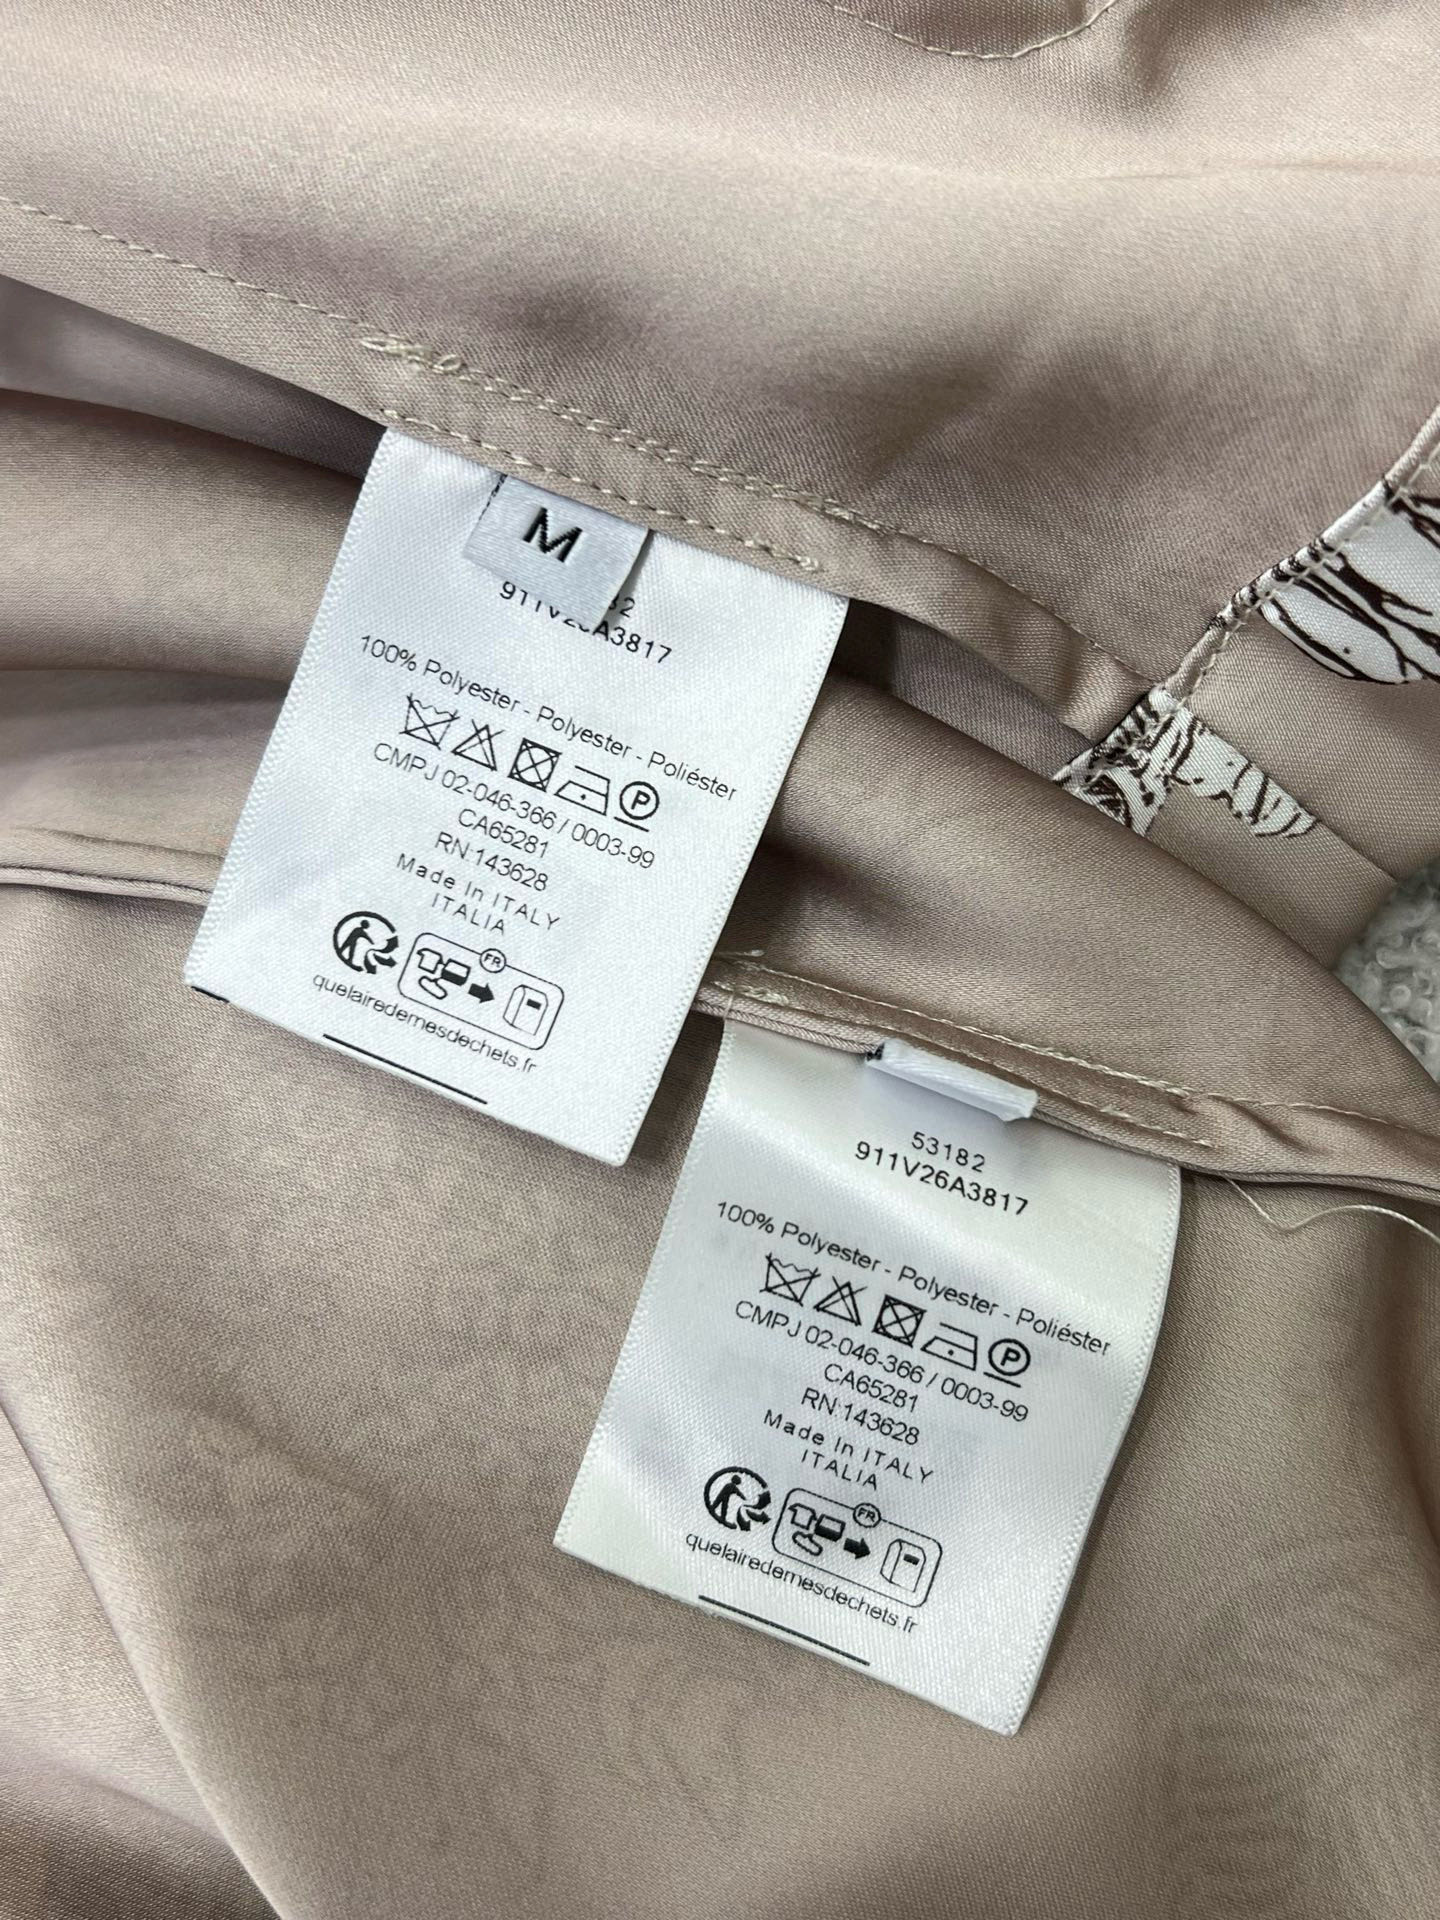 M
911V26A3817
100% Polyester - Polyester - Poliéster
P
CMPJ 02-046-366 / 0003-99
CA65281
RN:143628
Made In ITALY
ITALIA
FR
quelairedemesdechets.fr
53182
911V26A3817
100% Polyester - Polyester - Poliéster
P
CMPJ 02-046-366 / 0003-99
CA65281
RN:143628
Made In ITALY
ITALIA
FR
quelairedemesdechets.fr